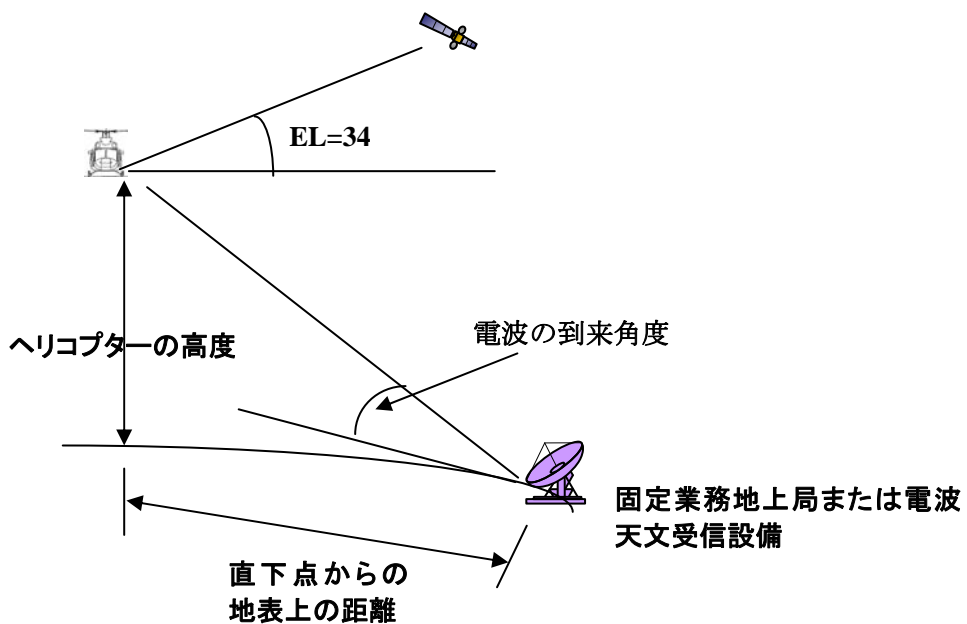 EL=34
電波の到来角度
ヘリコプターの高度
固定業務地上局または電波
天文受信設備
直下点からの
地表上の距離